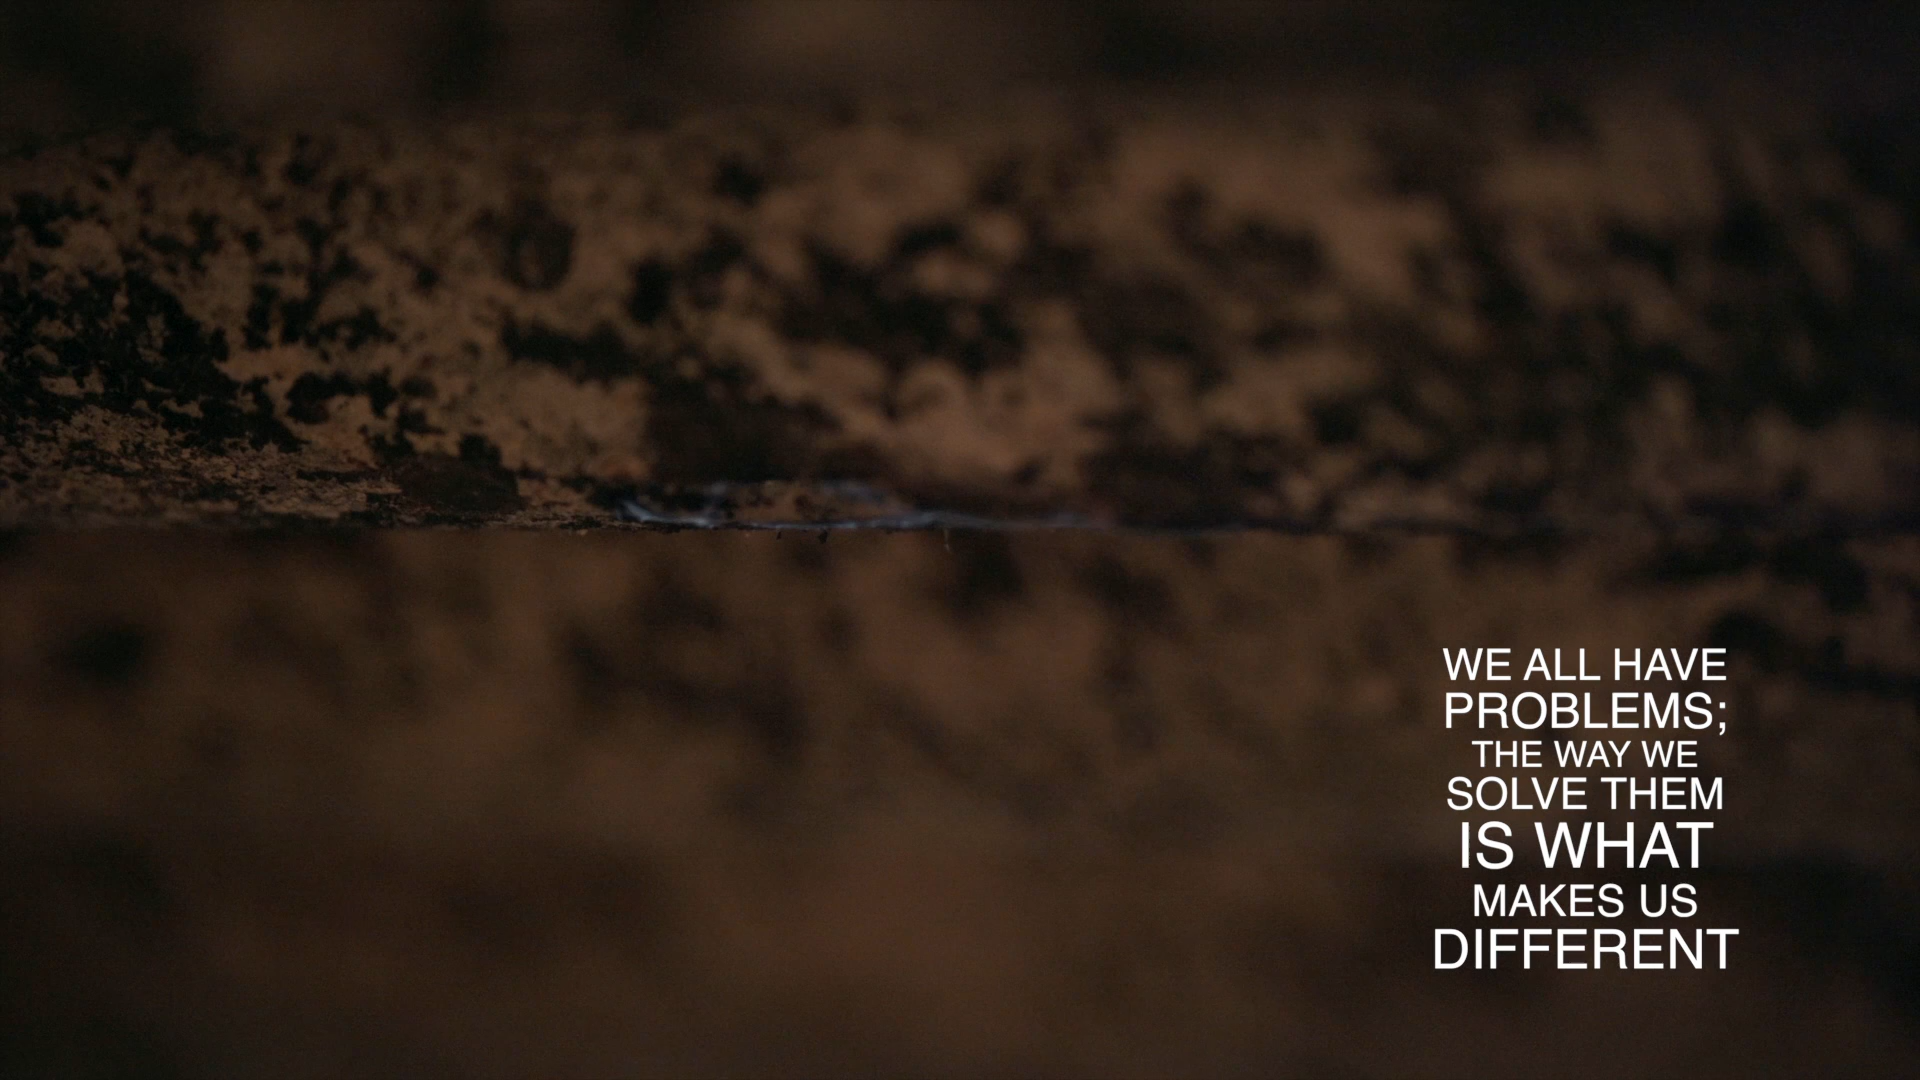 WE ALL HAVE
PROBLEMS;
THE WAY WE
SOLVE THEM
IS WHAT
MAKES US
DIFFERENT